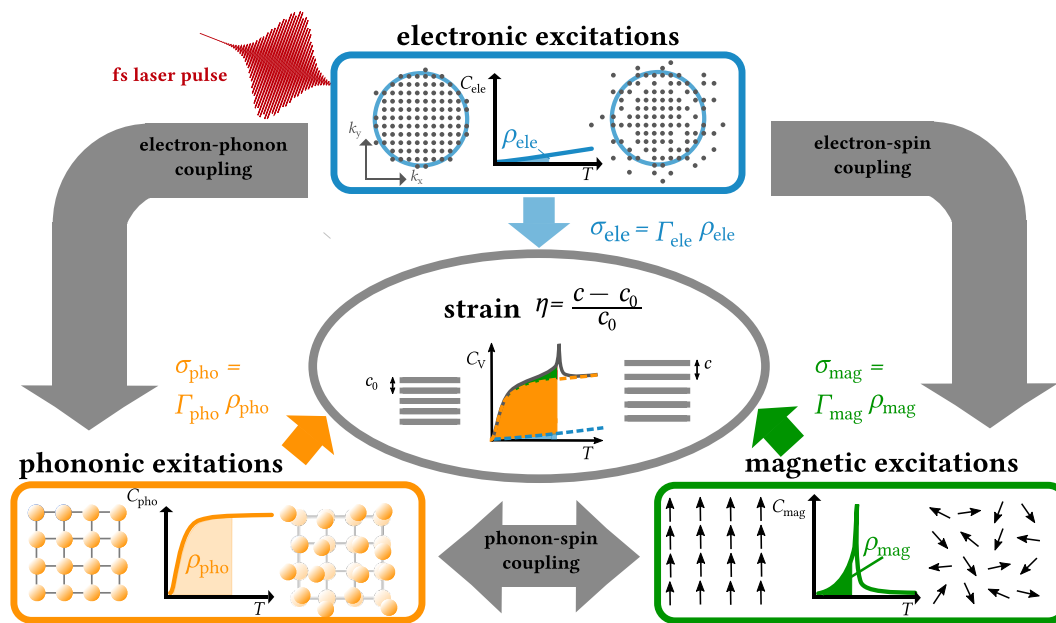 electronic excitations
fs laser pulse
C_ele
k_y
k_x
ρ_ele
T
electron-phonon
coupling
electron-spin
coupling
σ_ele = Γ_ele ρ_ele
strain η = (c − c_0) / c_0
C_V
c_0
c
T
σ_pho =
Γ_pho ρ_pho
σ_mag =
Γ_mag ρ_mag
phononic exitations
magnetic excitations
C_pho
ρ_pho
T
phonon-spin
coupling
C_mag
ρ_mag
T